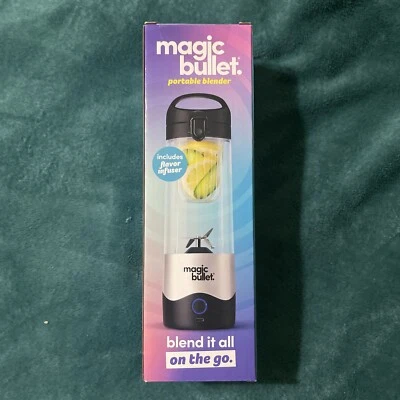 magic
bullet.
portable blender
includes
flavor
infuser
magic
bullet.
blend it all
on the go.